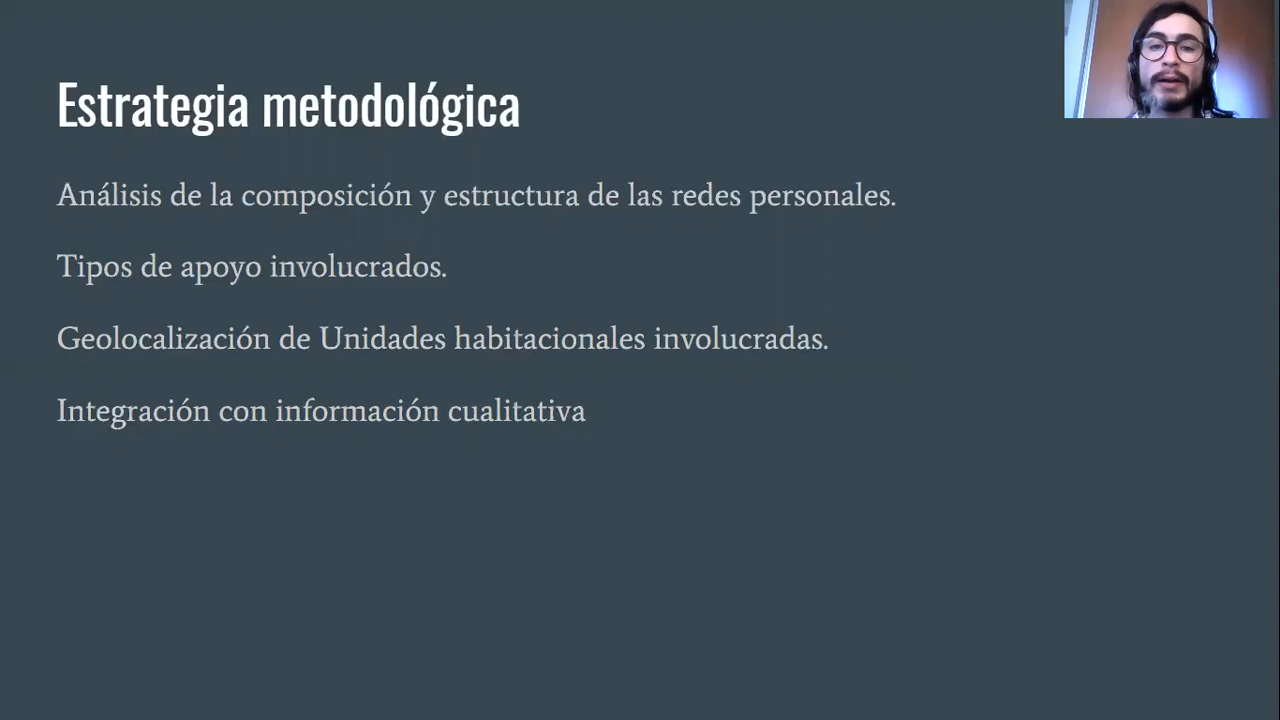 Estrategia metodológica
Análisis de la composición y estructura de las redes personales.
Tipos de apoyo involucrados.
Geolocalización de Unidades habitacionales involucradas.
Integración con información cualitativa